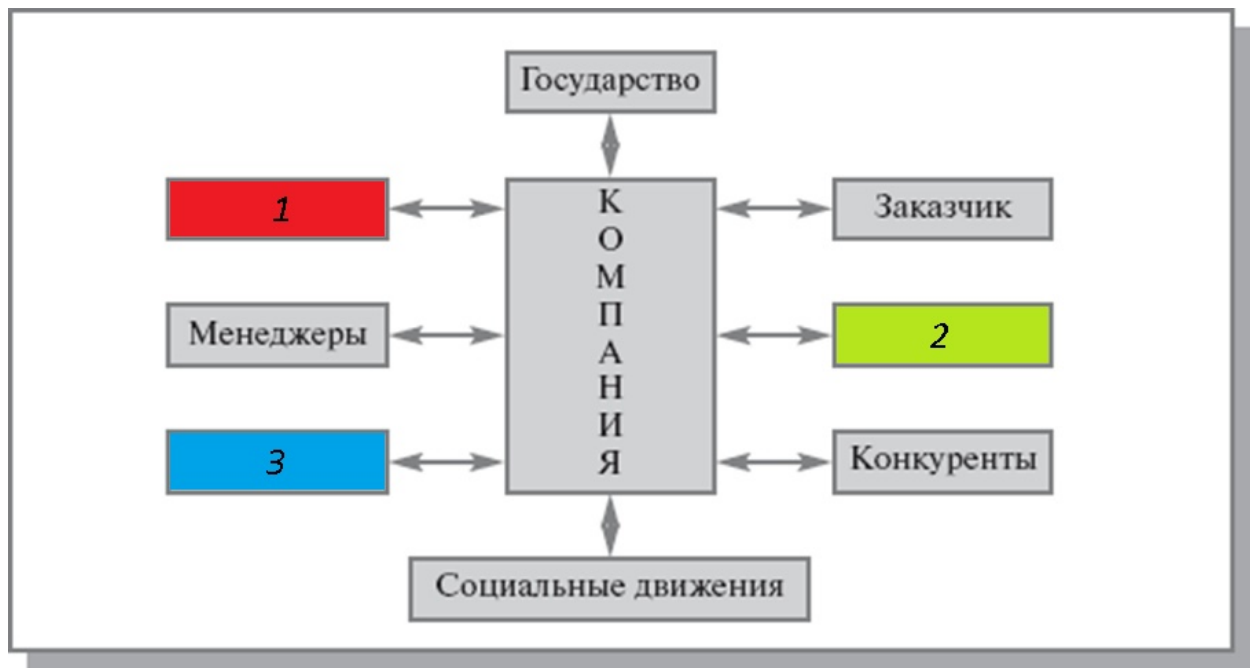 Государство
1
Менеджеры
3
К
О
М
П
А
Н
И
Я
Заказчик
2
Конкуренты
Социальные движения